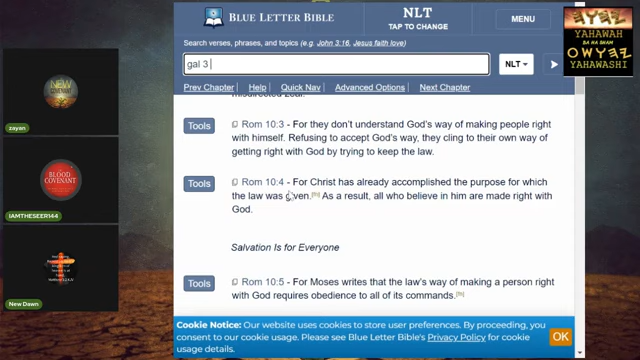 BLUE LETTER BIBLE
NLT
TAP TO CHANGE
MENU
Search verses, phrases, and topics (e.g. John 3:16, Jesus faith love)
gal 3
NLT
Prev Chapter
Help
Quick Nav
Advanced Options
Next Chapter
Tools
Rom 10:3 - For they don't understand God's way of making people right
with himself. Refusing to accept God's way, they cling to their own way of
getting right with God by trying to keep the law.
Tools
Rom 10:4 - For Christ has already accomplished the purpose for which
the law was given. As a result, all who believe in him are made right with
God.
Salvation Is for Everyone
Tools
Rom 10:5 - For Moses writes that the law's way of making a person right
with God requires obedience to all of its commands.
Cookie Notice: Our website uses cookies to store user preferences. By proceeding, you
consent to our cookie usage. Please see Blue Letter Bible's Privacy Policy for cookie
usage details.
OK
NEW
COVENANT
zayan
BLOOD
COVENANT
IAMTHESEER144
New Dawn
YAHAWAH
BA HA SHAM
YAHAWASHI